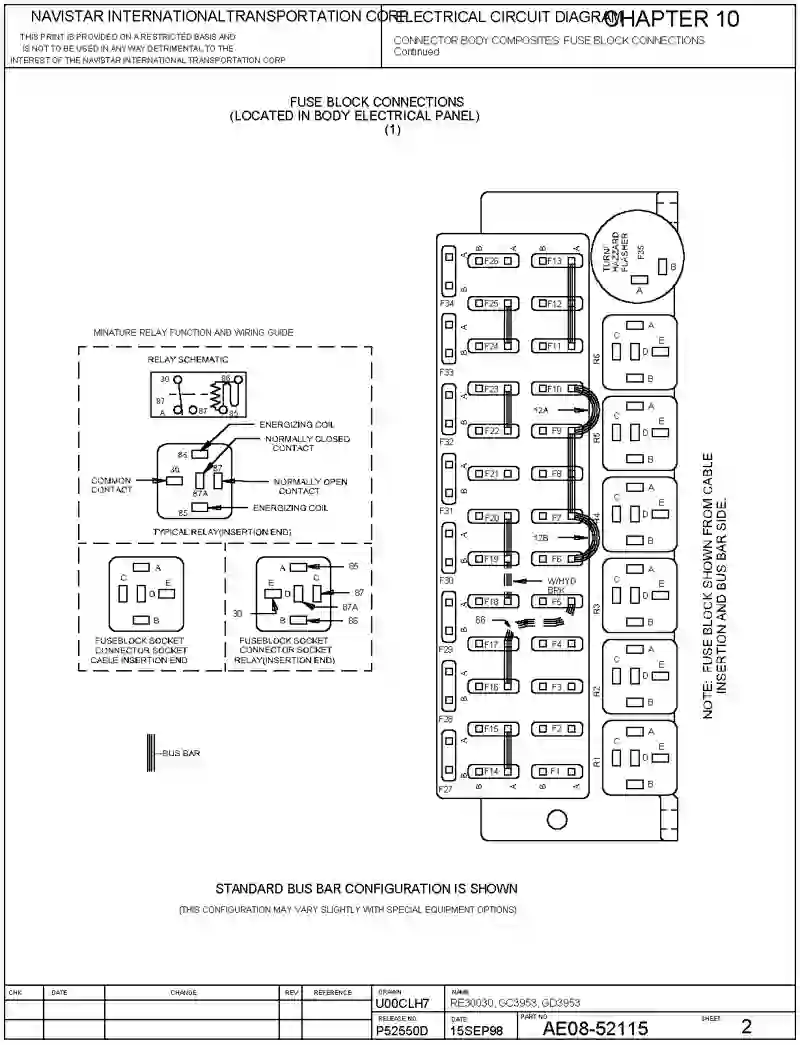 NAVISTAR INTERNATIONAL TRANSPORTATION CORP.
THIS PRINT IS PROVIDED ON A RESTRICTED BASIS AND
IS NOT TO BE USED IN ANY WAY DETRIMENTAL TO THE
INTEREST OF THE NAVISTAR INTERNATIONAL TRANSPORTATION CORP
ELECTRICAL CIRCUIT DIAGRAM
CHAPTER 10
CONNECTOR BODY COMPOSITES: FUSE BLOCK CONNECTIONS
Continued
FUSE BLOCK CONNECTIONS
(LOCATED IN BODY ELECTRICAL PANEL)
(1)
MINATURE RELAY FUNCTION AND WIRING GUIDE
RELAY SCHEMATIC
30 86
87
A 87 85
ENERGIZING COIL
NORMALLY CLOSED
CONTACT
86
30 87
COMMON
CONTACT
NORMALLY OPEN
CONTACT
87A
85
ENERGIZING COIL
TYPICAL RELAY(INSERTION END)
A
C
D E
B
FUSEBLOCK SOCKET
CONNECTOR SOCKET
CABLE INSERTION END
A 85
C
E D 87
87A
30 B 86
FUSEBLOCK SOCKET
CONNECTOR SOCKET
RELAY(INSERTION END)
BUS BAR
B A B A
A
B
F34
F26 F13
F25 F12
A
B
F33
F24 F11
A
B
F32
F23 F10
12A
F22 F9
A
B
F31
F21 F8
F20 F7
12B
A
B
F30
F19 F6
W/HYD
BRK
A
B
F29
F18 F5
66
F17 F4
A
B
F28
F16 F3
A
B
F27
F15 F2
F14 F1
B A B A
TURN/
HAZZARD
FLASHER
F35
B
A
R6
A
C
D E
B
R5
A
C
D E
B
R4
A
C
D E
B
R3
A
C
D E
B
R2
A
C
D E
B
R1
A
C
D E
B
NOTE: FUSE BLOCK SHOWN FROM CABLE
INSERTION AND BUS BAR SIDE.
STANDARD BUS BAR CONFIGURATION IS SHOWN
(THIS CONFIGURATION MAY VARY SLIGHTLY WITH SPECIAL EQUIPMENT OPTIONS)
CHK DATE CHANGE REV REFERENCE
DRAWN
U00CLH7
NAME
RE30030, GC3953, GD3953
RELEASE NO.
P52550D
DATE
15SEP98
PART NO
AE08-52115
SHEET
2